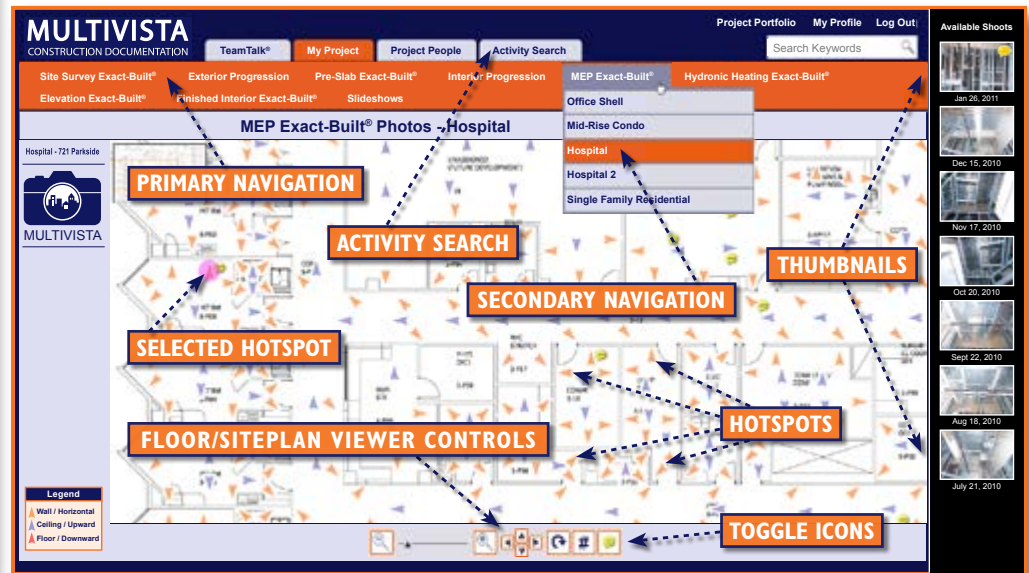 MULTIVISTA
CONSTRUCTION DOCUMENTATION
Project Portfolio My Profile Log Out
Search Keywords
TeamTalk® My Project Project People Activity Search
Site Survey Exact-Built® Exterior Progression Pre-Slab Exact-Built® Interior Progression MEP Exact-Built® Hydronic Heating Exact-Built®
Elevation Exact-Built® Finished Interior Exact-Built® Slideshows
Office Shell
Mid-Rise Condo
Hospital
Hospital 2
Single Family Residential
MEP Exact-Built® Photos - Hospital
Hospital - 721 Parkside
MULTIVISTA
PRIMARY NAVIGATION
ACTIVITY SEARCH
THUMBNAILS
SECONDARY NAVIGATION
SELECTED HOTSPOT
HOTSPOTS
FLOOR/SITEPLAN VIEWER CONTROLS
TOGGLE ICONS
Legend
Wall / Horizontal
Ceiling / Upward
Floor / Downward
Available Shoots
Jan 26, 2011
Dec 15, 2010
Nov 17, 2010
Oct 20, 2010
Sept 22, 2010
Aug 18, 2010
July 21, 2010